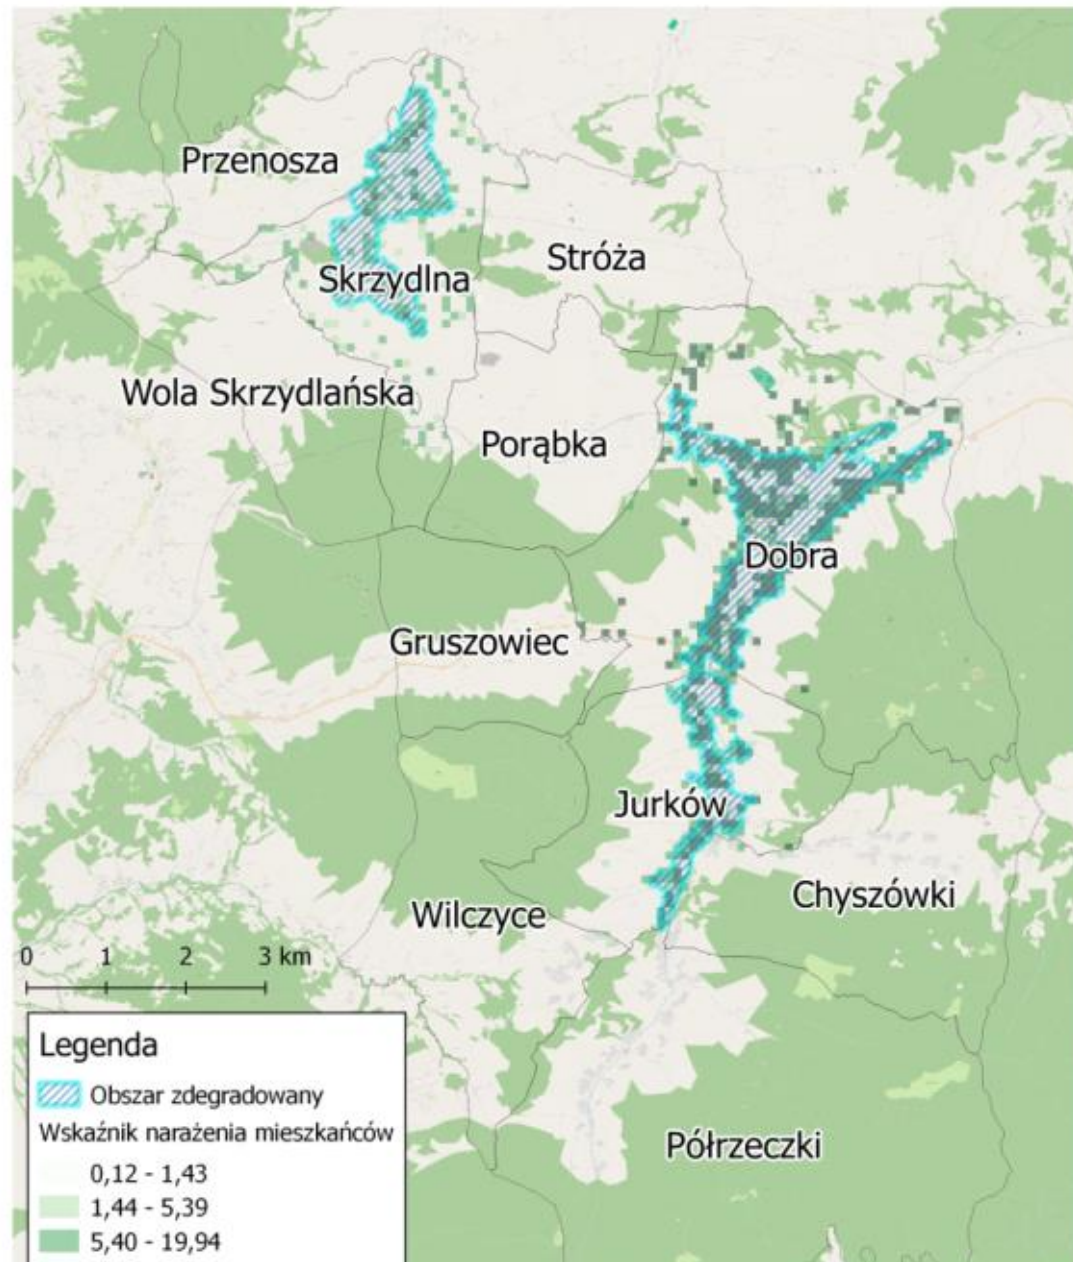 Przenosza
Stróża
Skrzydlna
Wola Skrzydlańska
Porąbka
Dobra
Gruszowiec
Jurków
Chyszówki
Wilczyce
0 1 2 3 km
Legenda
Obszar zdegradowany
Wskaźnik narażenia mieszkańców
0,12 - 1,43
1,44 - 5,39
5,40 - 19,94
Półrzeczki